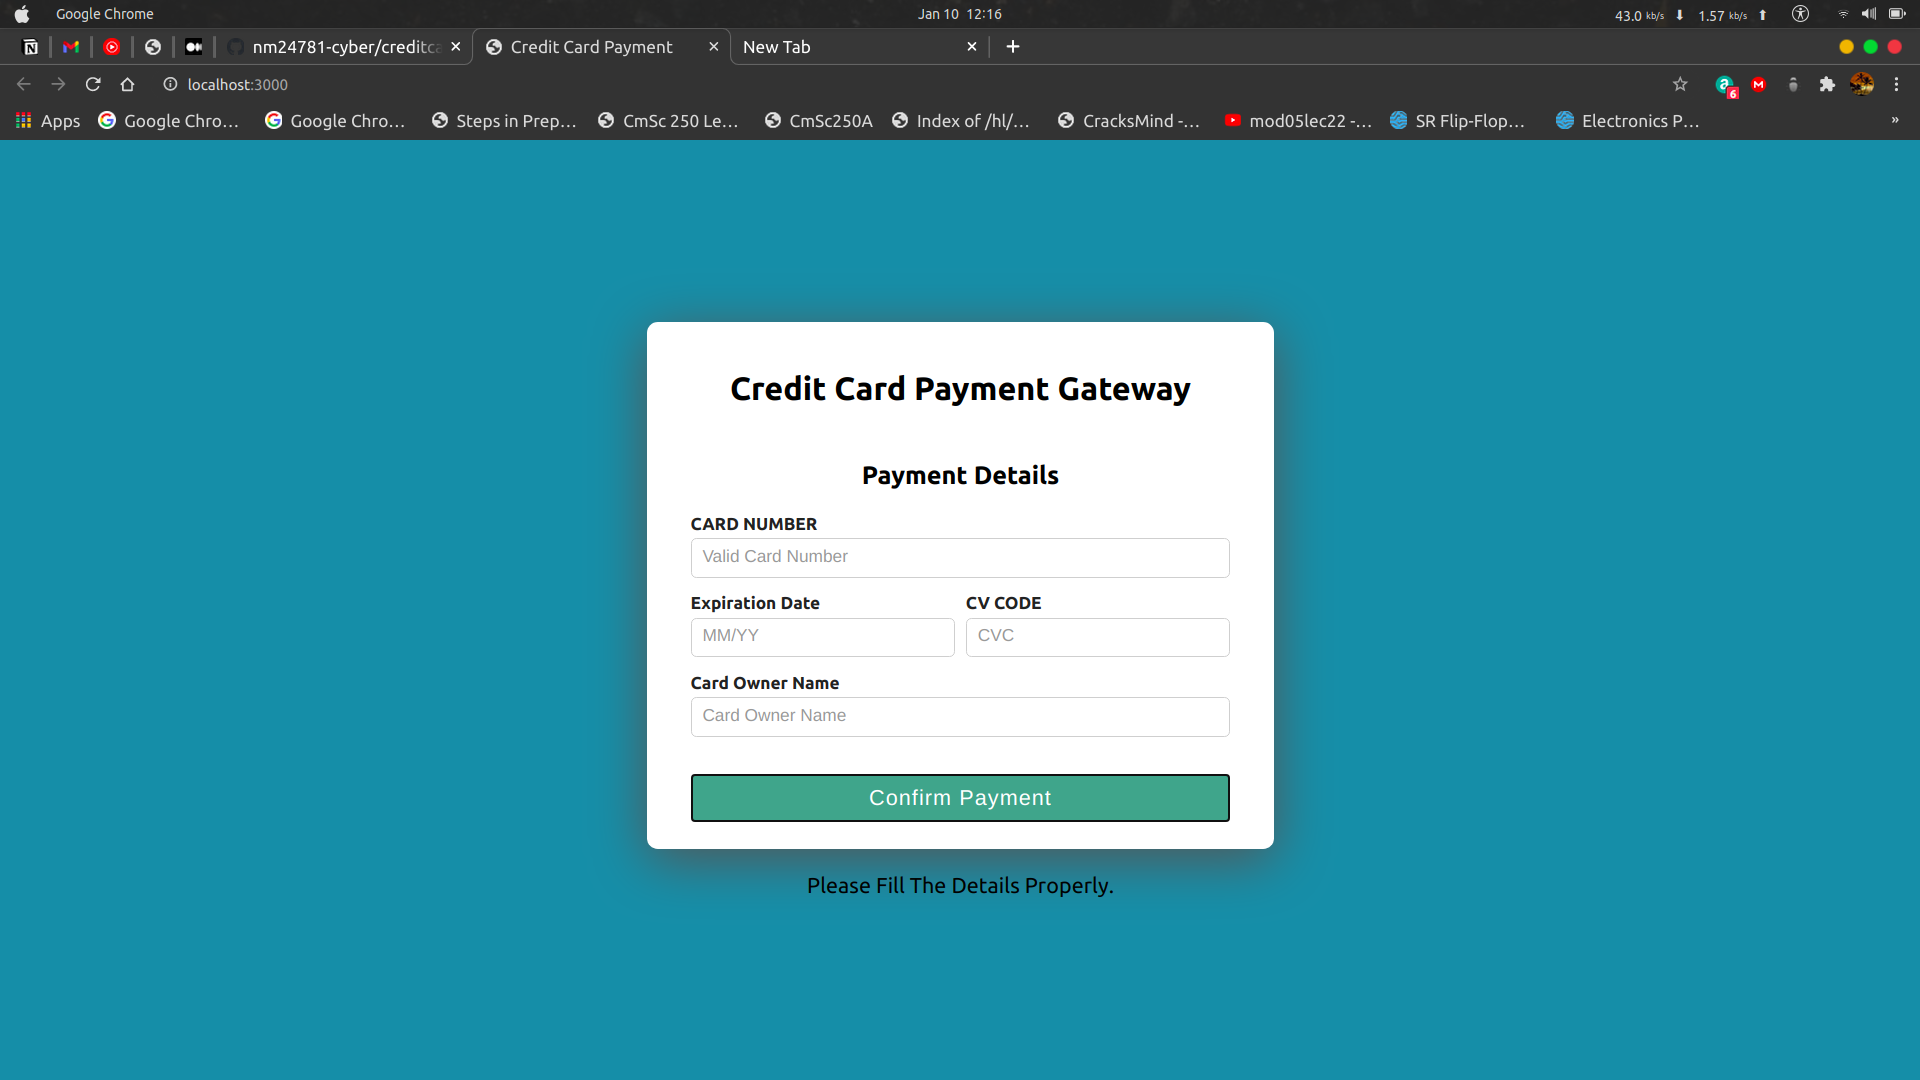 Google Chrome
Jan 10 12:16
43.0 kb/s 1.57 kb/s
nm24781-cyber/creditca
Credit Card Payment
New Tab
localhost:3000
6
Apps
Google Chro…
Google Chro…
Steps in Prep…
CmSc 250 Le…
CmSc250A
Index of /hl/…
CracksMind -…
mod05lec22 -…
SR Flip-Flop…
Electronics P…
»
Credit Card Payment Gateway
Payment Details
CARD NUMBER
Valid Card Number
Expiration Date CV CODE
MM/YY CVC
Card Owner Name
Card Owner Name
Confirm Payment
Please Fill The Details Properly.